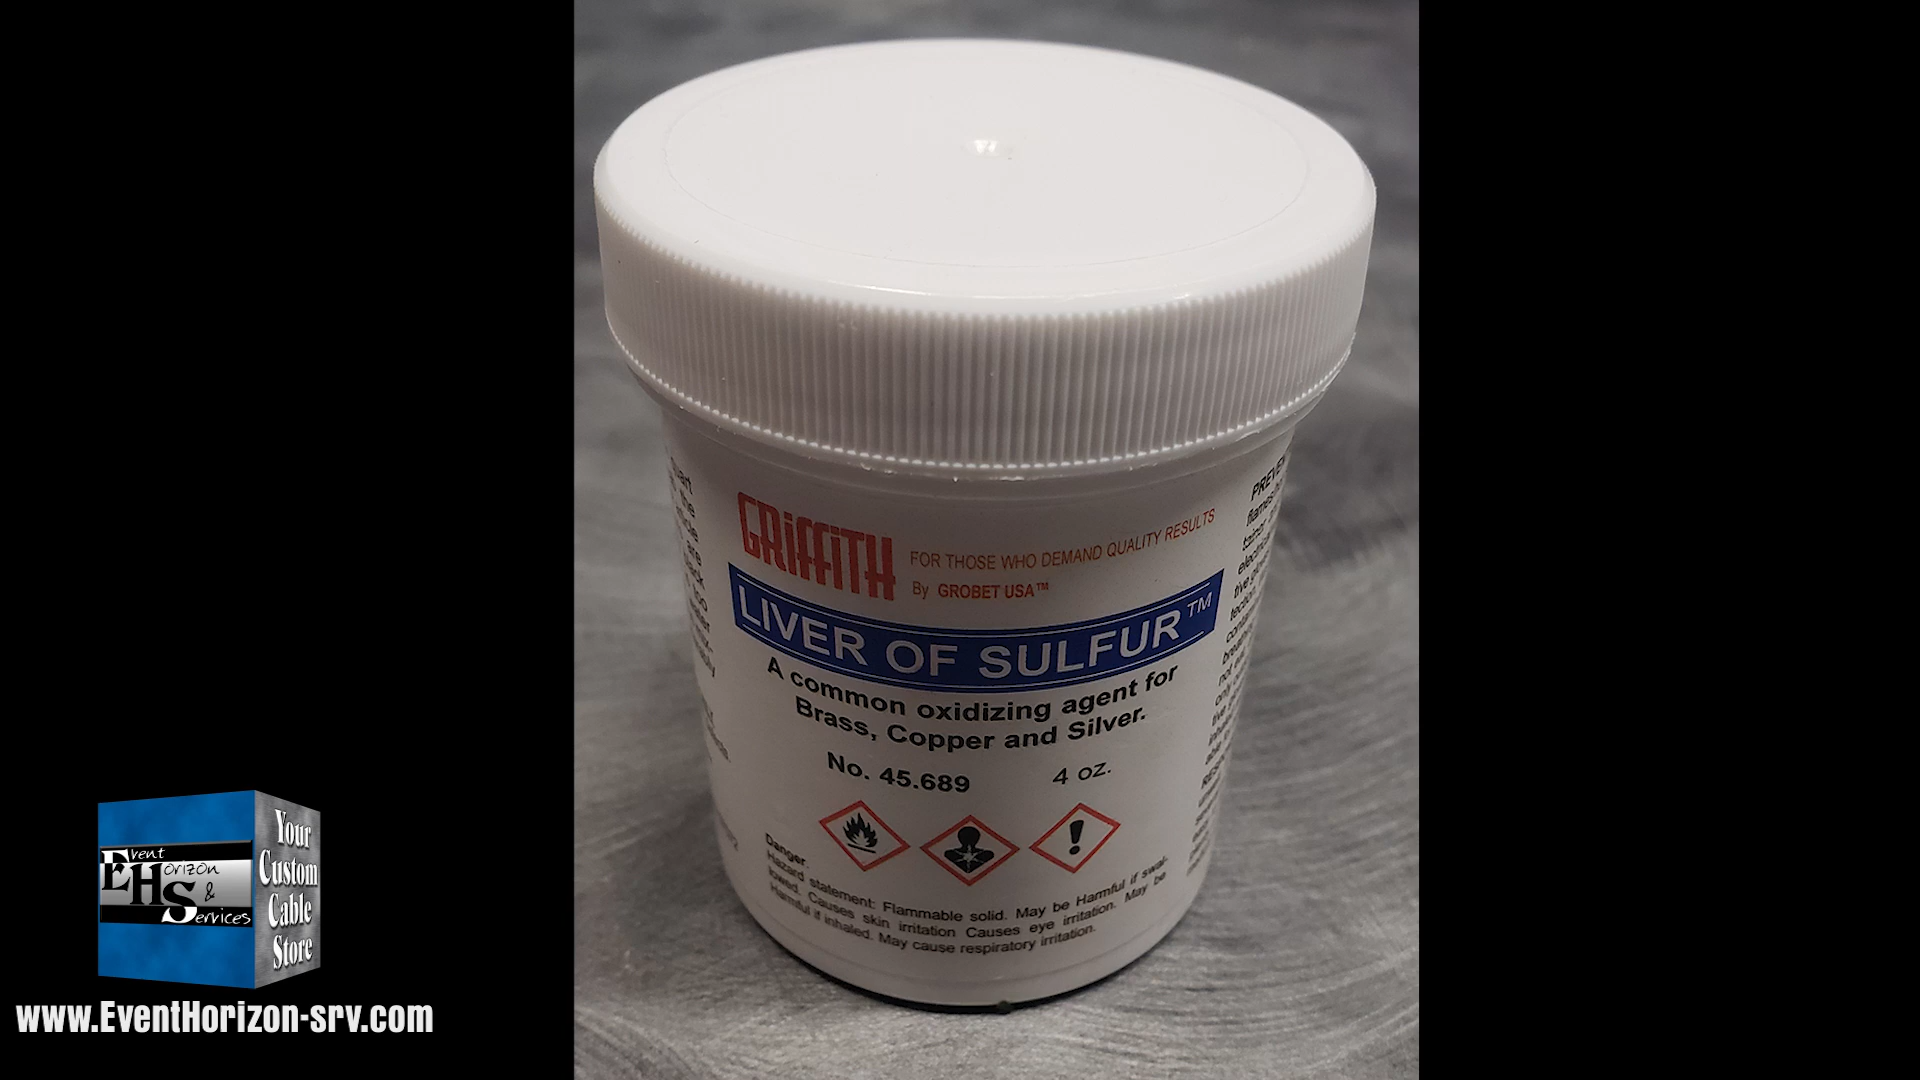 GRiffiTH
FOR THOSE WHO DEMAND QUALITY RESULTS
By GROBET USA™
LIVER OF SULFUR™
A common oxidizing agent for
Brass, Copper and Silver.
No. 45.689 4 oz.
Danger.
Hazard statement: Flammable solid. May be Harmful if swal-
lowed. Causes skin irritation Causes eye irritation. May be
Harmful if inhaled. May cause respiratory irritation.
Event
Horizon
&
Services
Your
Custom
Cable
Store
www.EventHorizon-srv.com